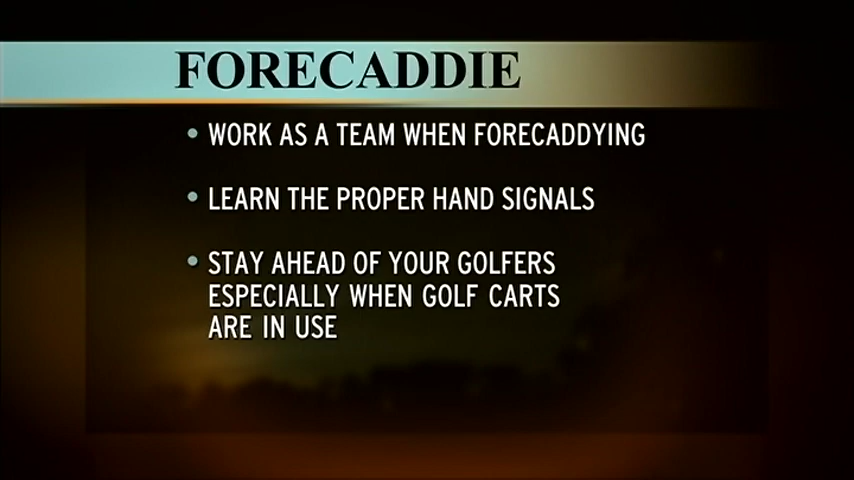 FORECADDIE
• WORK AS A TEAM WHEN FORECADDYING
• LEARN THE PROPER HAND SIGNALS
• STAY AHEAD OF YOUR GOLFERS
ESPECIALLY WHEN GOLF CARTS
ARE IN USE